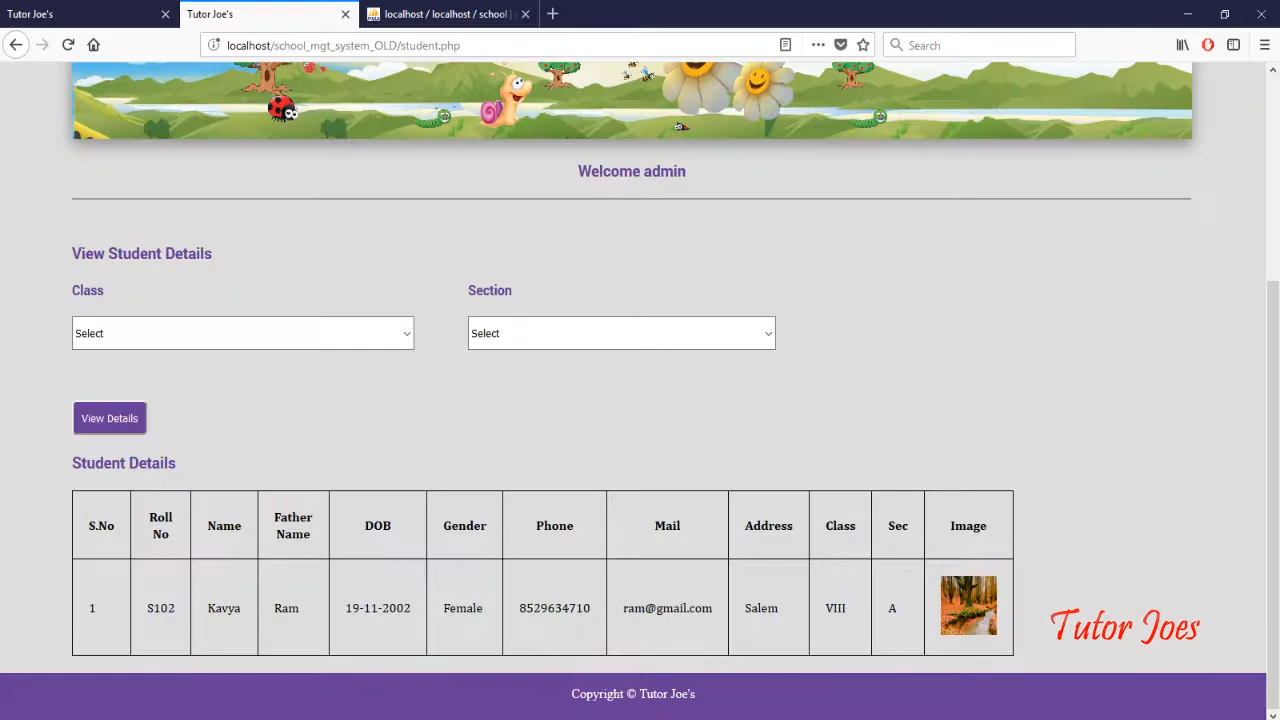 Tutor Joe's
Tutor Joe's
localhost / localhost / school |
localhost/school_mgt_system_OLD/student.php
Search
Welcome admin
View Student Details
Class
Section
Select
Select
View Details
Student Details
S.No Roll No Name Father Name DOB Gender Phone Mail Address Class Sec Image
1 S102 Kavya Ram 19-11-2002 Female 8529634710 ram@gmail.com Salem VIII A
Tutor Joes
Copyright © Tutor Joe's